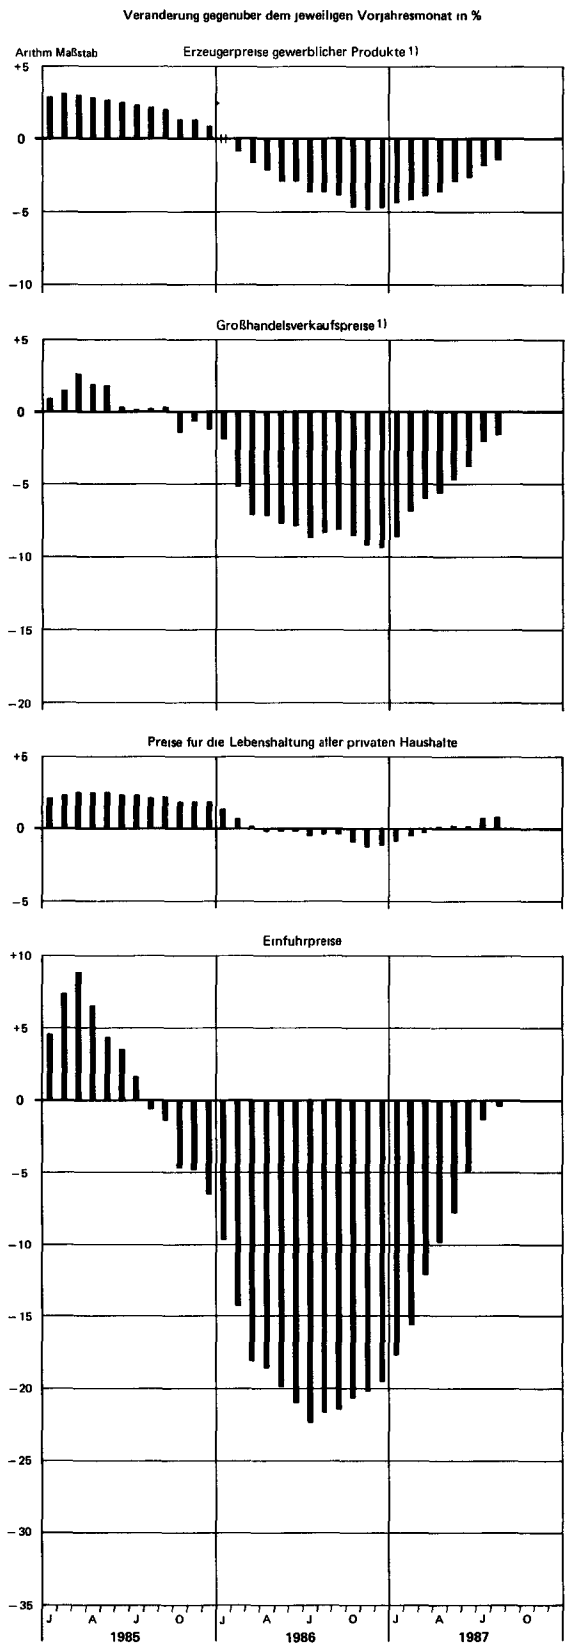 Veranderung gegenuber dem jeweiligen Vorjahresmonat in %
Arithm Maßstab
Erzeugerpreise gewerblicher Produkte 1)
+5
0
−5
−10
Großhandelsverkaufspreise 1)
+5
0
−5
−10
−15
−20
Preise fur die Lebenshaltung aller privaten Haushalte
+5
0
−5
Einfuhrpreise
+10
+5
0
−5
−10
−15
−20
−25
−30
−35
J A J O J A J O J A J O
1985 1986 1987